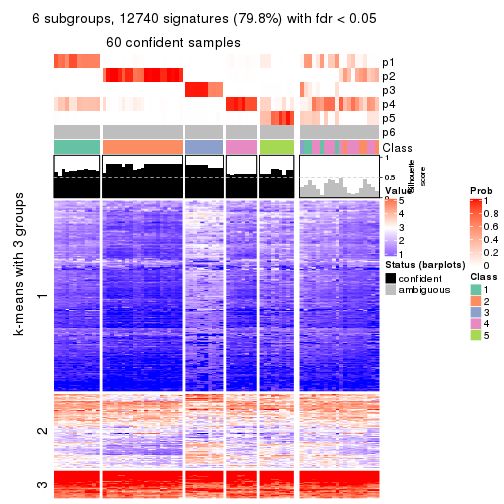 6 subgroups, 12740 signatures (79.8%) with fdr < 0.05
60 confident samples
p1
p2
p3
p4
p5
p6
Class
1
0.5
0
Silhouette
score
k-means with 3 groups
1
2
3
Value
5
4
3
2
1
Status (barplots)
confident
ambiguous
Prob
1
0.8
0.6
0.4
0.2
0
Class
1
2
3
4
5